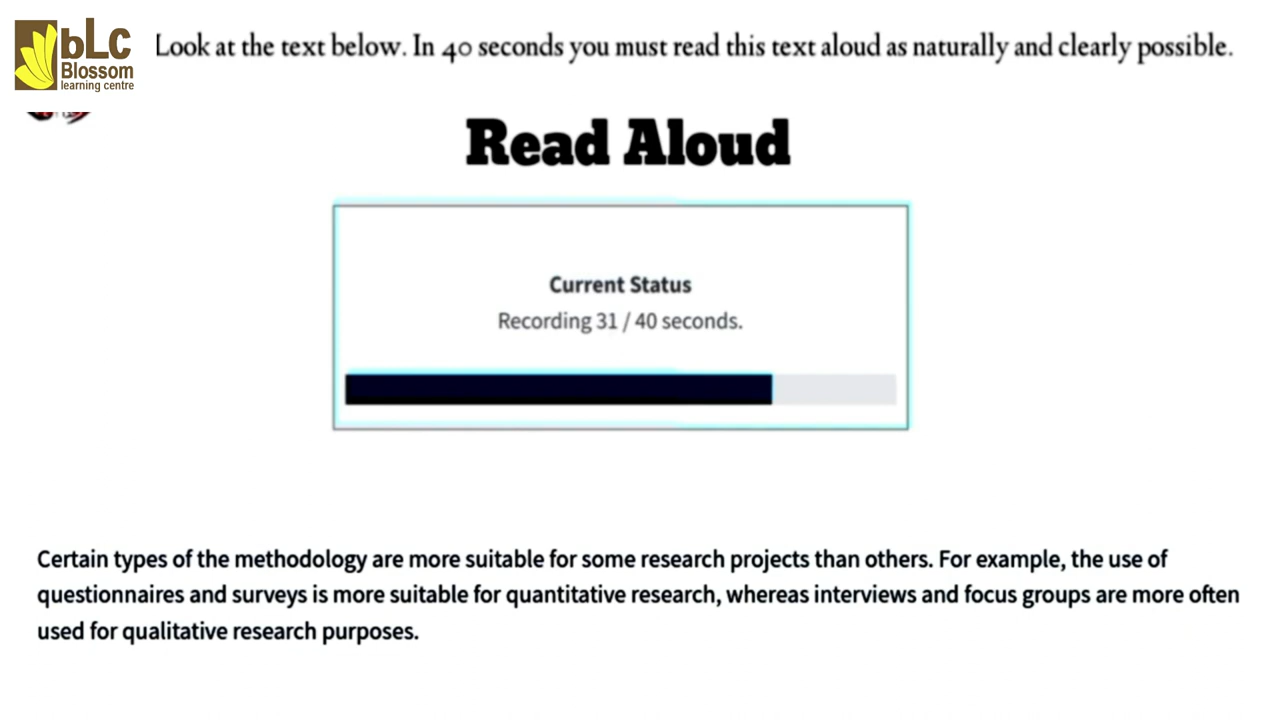 bLC
Blossom
learning centre
Look at the text below. In 40 seconds you must read this text aloud as naturally and clearly possible.
Read Aloud
Current Status
Recording 31 / 40 seconds.
Certain types of the methodology are more suitable for some research projects than others. For example, the use of
questionnaires and surveys is more suitable for quantitative research, whereas interviews and focus groups are more often
used for qualitative research purposes.